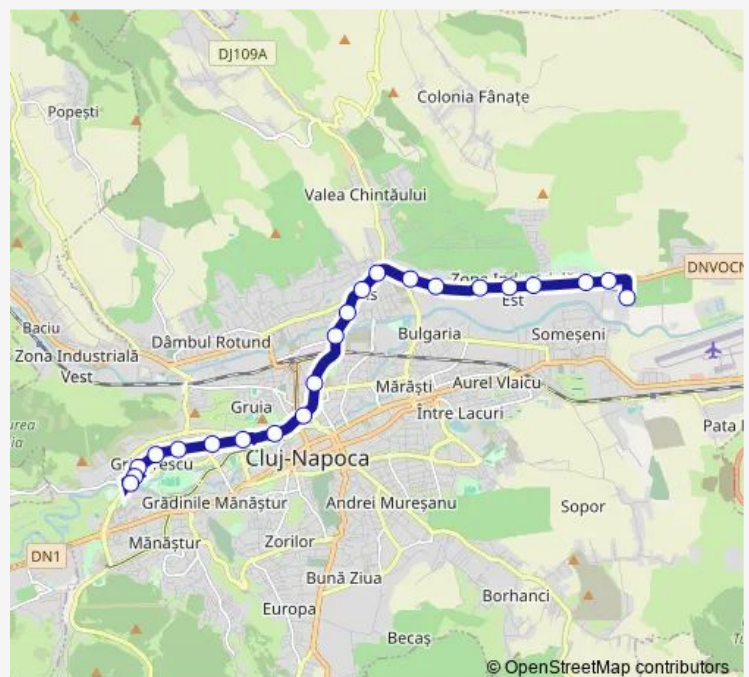 DJ109A
Popești
Colonia Fânațe
Valea Chintăului
DNVOCN
Est
Baciu
Dâmbul Rotund
Bulgaria
Someșeni
Zona Industrială
Vest
Mărăști
Aurel Vlaicu
Gruia
Între Lacuri
Pata
Cluj-Napoca
Grădinile Mănăștur
Andrei Mureșanu
Sopor
Mănăștur
Zorilor
DN1
Bună Ziua
Europa
Borhanci
Becaș
© OpenStreetMap contributors